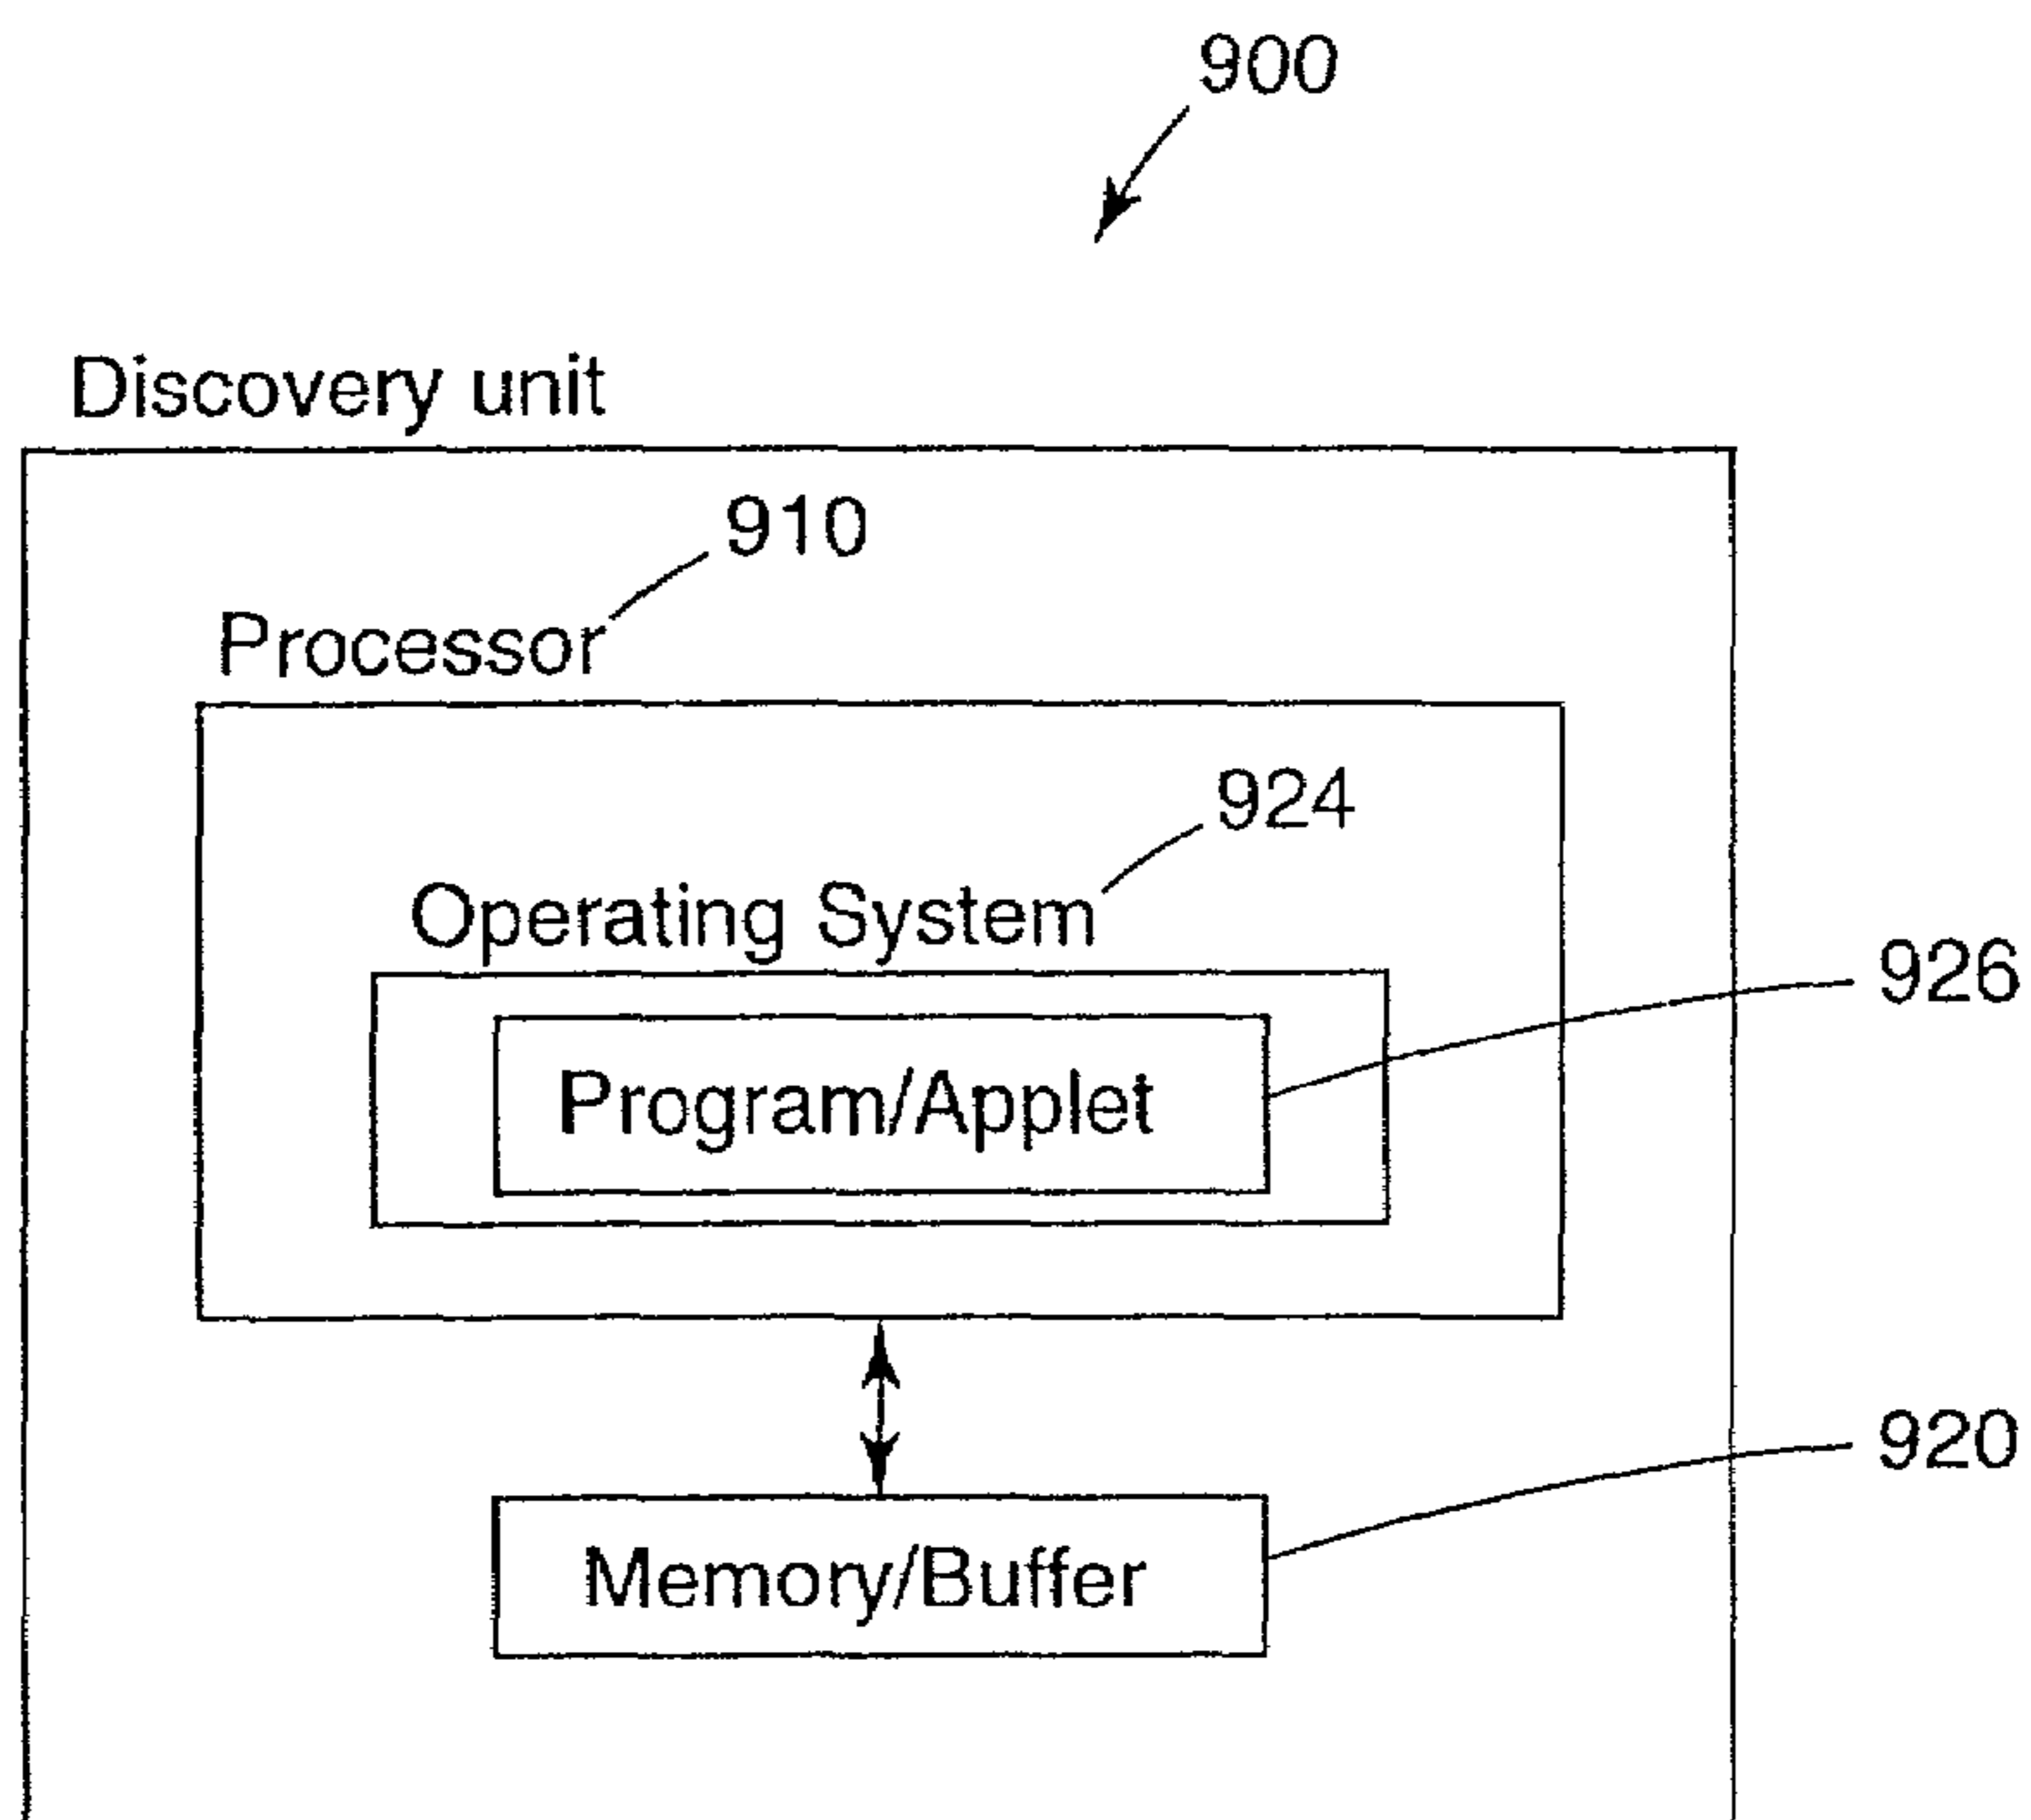 900
Discovery unit
910
Processor
924
Operating System
926
Program/Applet
920
Memory/Buffer